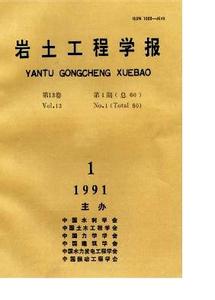 岩土工程学报
YANTU GONGCHENG XUEBAO
第13卷 第1期(总60)
Vol.13 No.1(Total 60)
1
1991
主办
中国水利学会
中国土木工程学会
中国力学学会
中国建筑学会
中国水力发电工程学会
中国振动工程学会